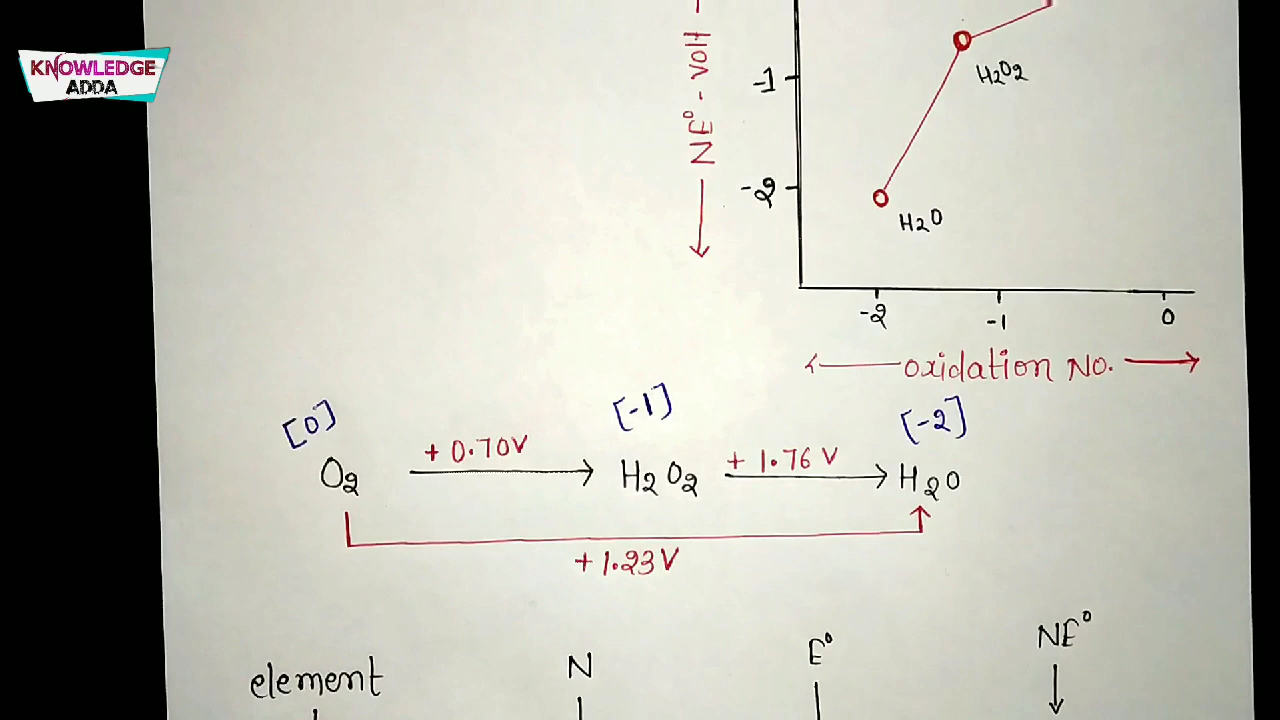 KNOWLEDGE
ADDA
NE° - volt
-1
-2
H2O2
H2O
-2 -1 0
oxidation No.
[0] [-1] [-2]
+ 0.70V + 1.76 V
O2 H2O2 H2O
+ 1.23 V
element N E° NE°